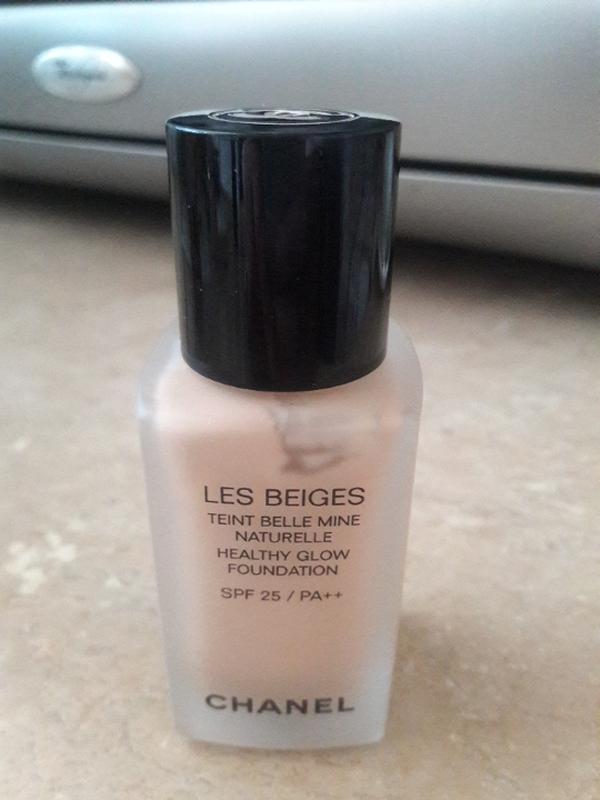 LES BEIGES
TEINT BELLE MINE
NATURELLE
HEALTHY GLOW
FOUNDATION
SPF 25 / PA++
CHANEL